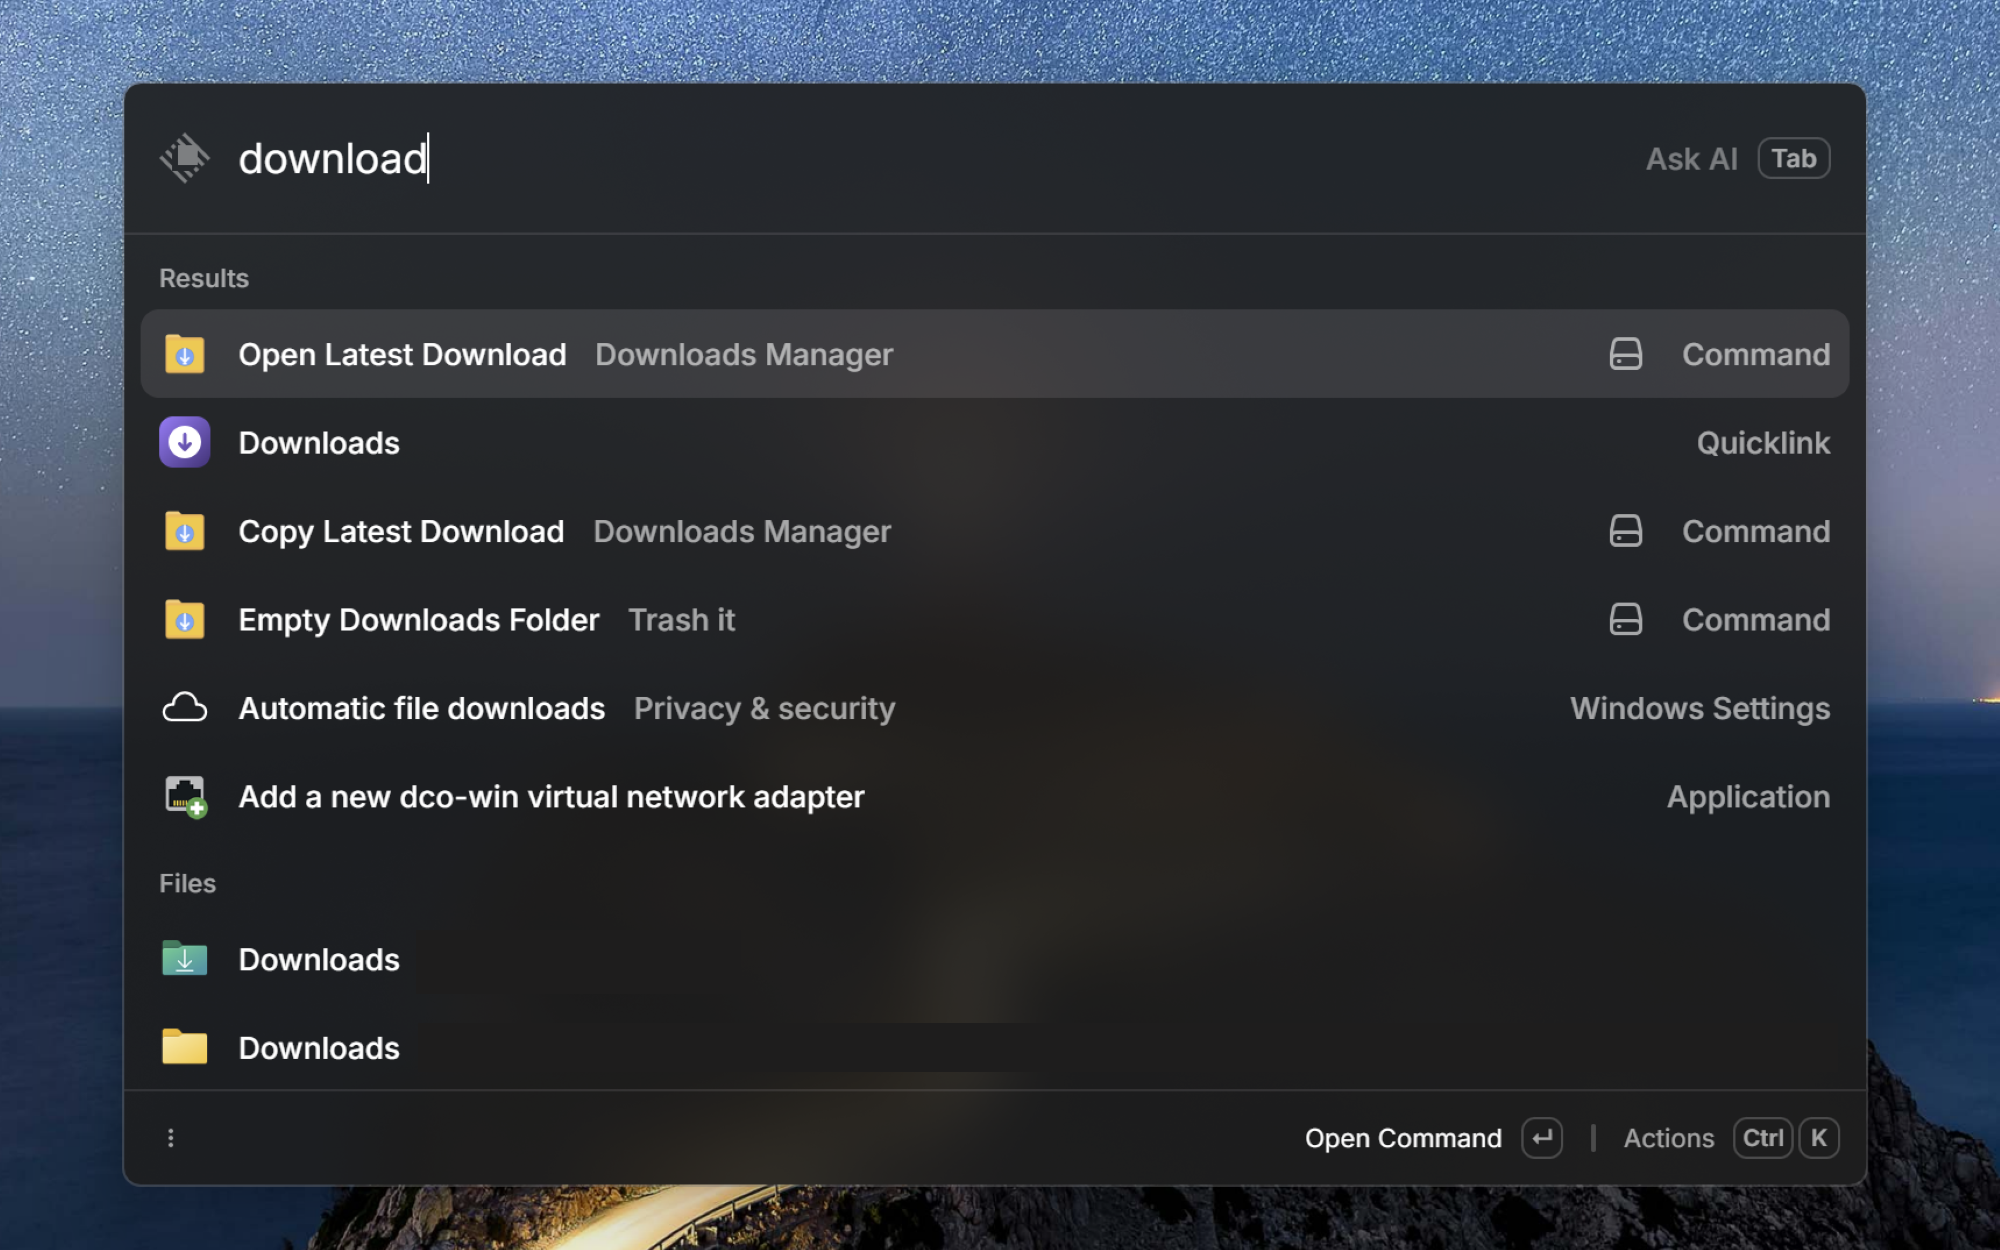 download
Ask AI Tab
Results
Open Latest Download Downloads Manager Command
Downloads Quicklink
Copy Latest Download Downloads Manager Command
Empty Downloads Folder Trash it Command
Automatic file downloads Privacy & security Windows Settings
Add a new dco-win virtual network adapter Application
Files
Downloads
Downloads
Open Command Actions Ctrl K